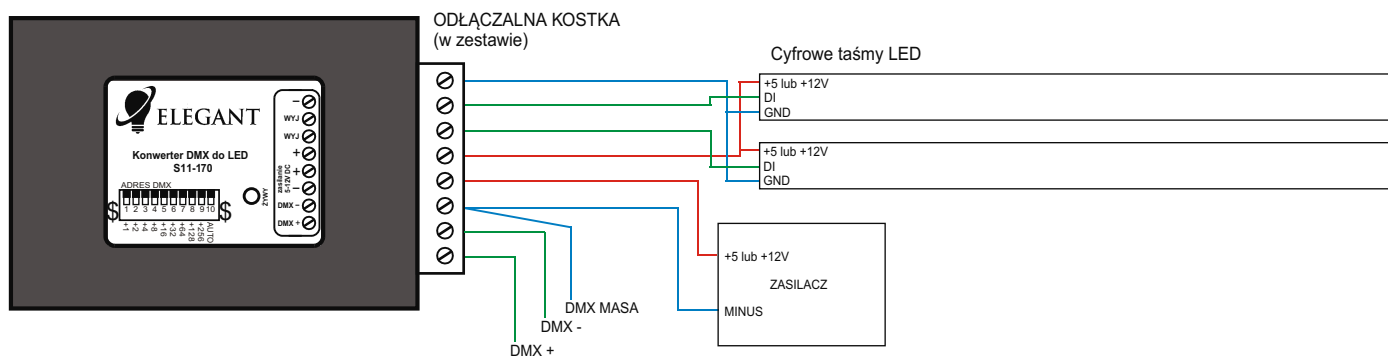 ODŁĄCZALNA KOSTKA
(w zestawie)
Cyfrowe taśmy LED
ELEGANT
Konwerter DMX do LED
S11-170
ADRES DMX
1 2 3 4 5 6 7 8 9 10
$ $
+1 +2 +4 +8 +16 +32 +64 +128 +256 AUTO
ŻYWY
−
WYJ
WYJ
+
+
zasilanie
5-12V DC
−
DMX −
DMX +
+5 lub +12V
DI
GND
+5 lub +12V
DI
GND
+5 lub +12V
ZASILACZ
MINUS
DMX MASA
DMX -
DMX +